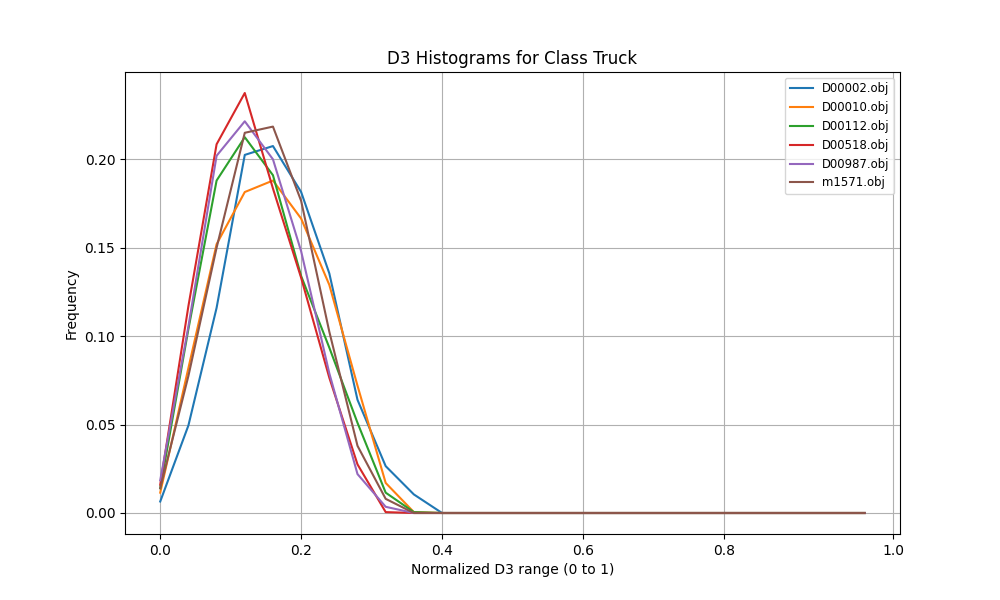 D3 Histograms for Class Truck
D00002.obj
D00010.obj
D00112.obj
D00518.obj
D00987.obj
m1571.obj
0.20
0.15
0.10
0.05
0.00
Frequency
0.0 0.2 0.4 0.6 0.8 1.0
Normalized D3 range (0 to 1)